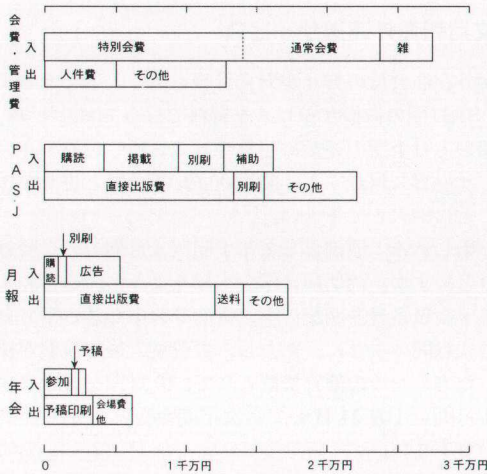 会費・管理費
入 特別会費 通常会費 雑
出 人件費 その他
PASJ
入 購読 掲載 別刷 補助
出 直接出版費 別刷 その他
別刷
月報
入 購読 広告
出 直接出版費 送料 その他
予稿
年会
入 参加
出 予稿印刷 会場費他
0 1千万円 2千万円 3千万円